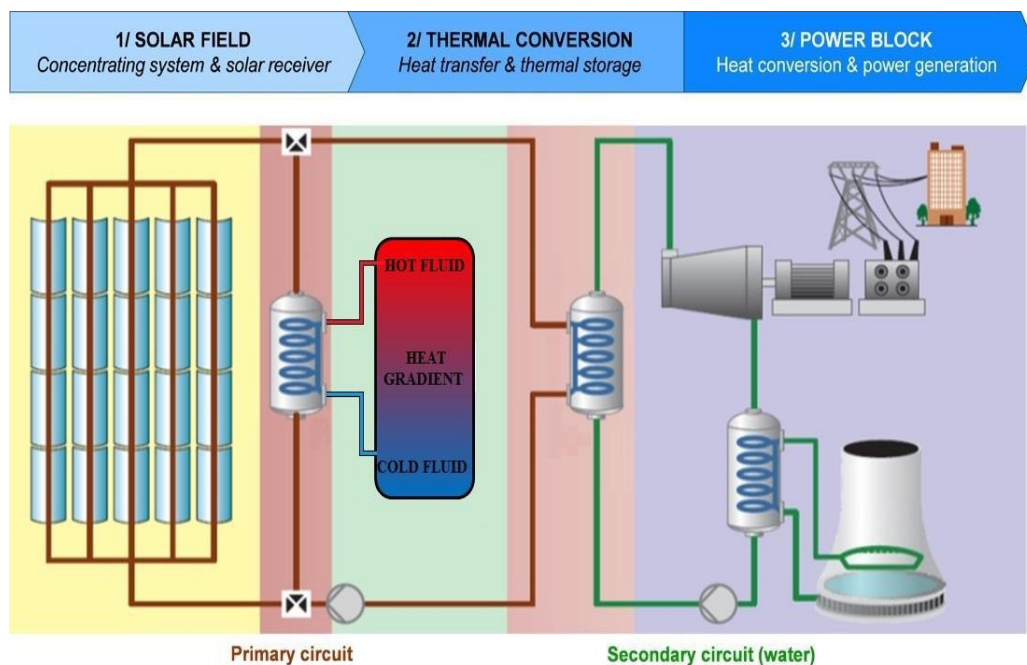 1/ SOLAR FIELD
Concentrating system & solar receiver
2/ THERMAL CONVERSION
Heat transfer & thermal storage
3/ POWER BLOCK
Heat conversion & power generation
HOT FLUID
HEAT
GRADIENT
COLD FLUID
Primary circuit
Secondary circuit (water)